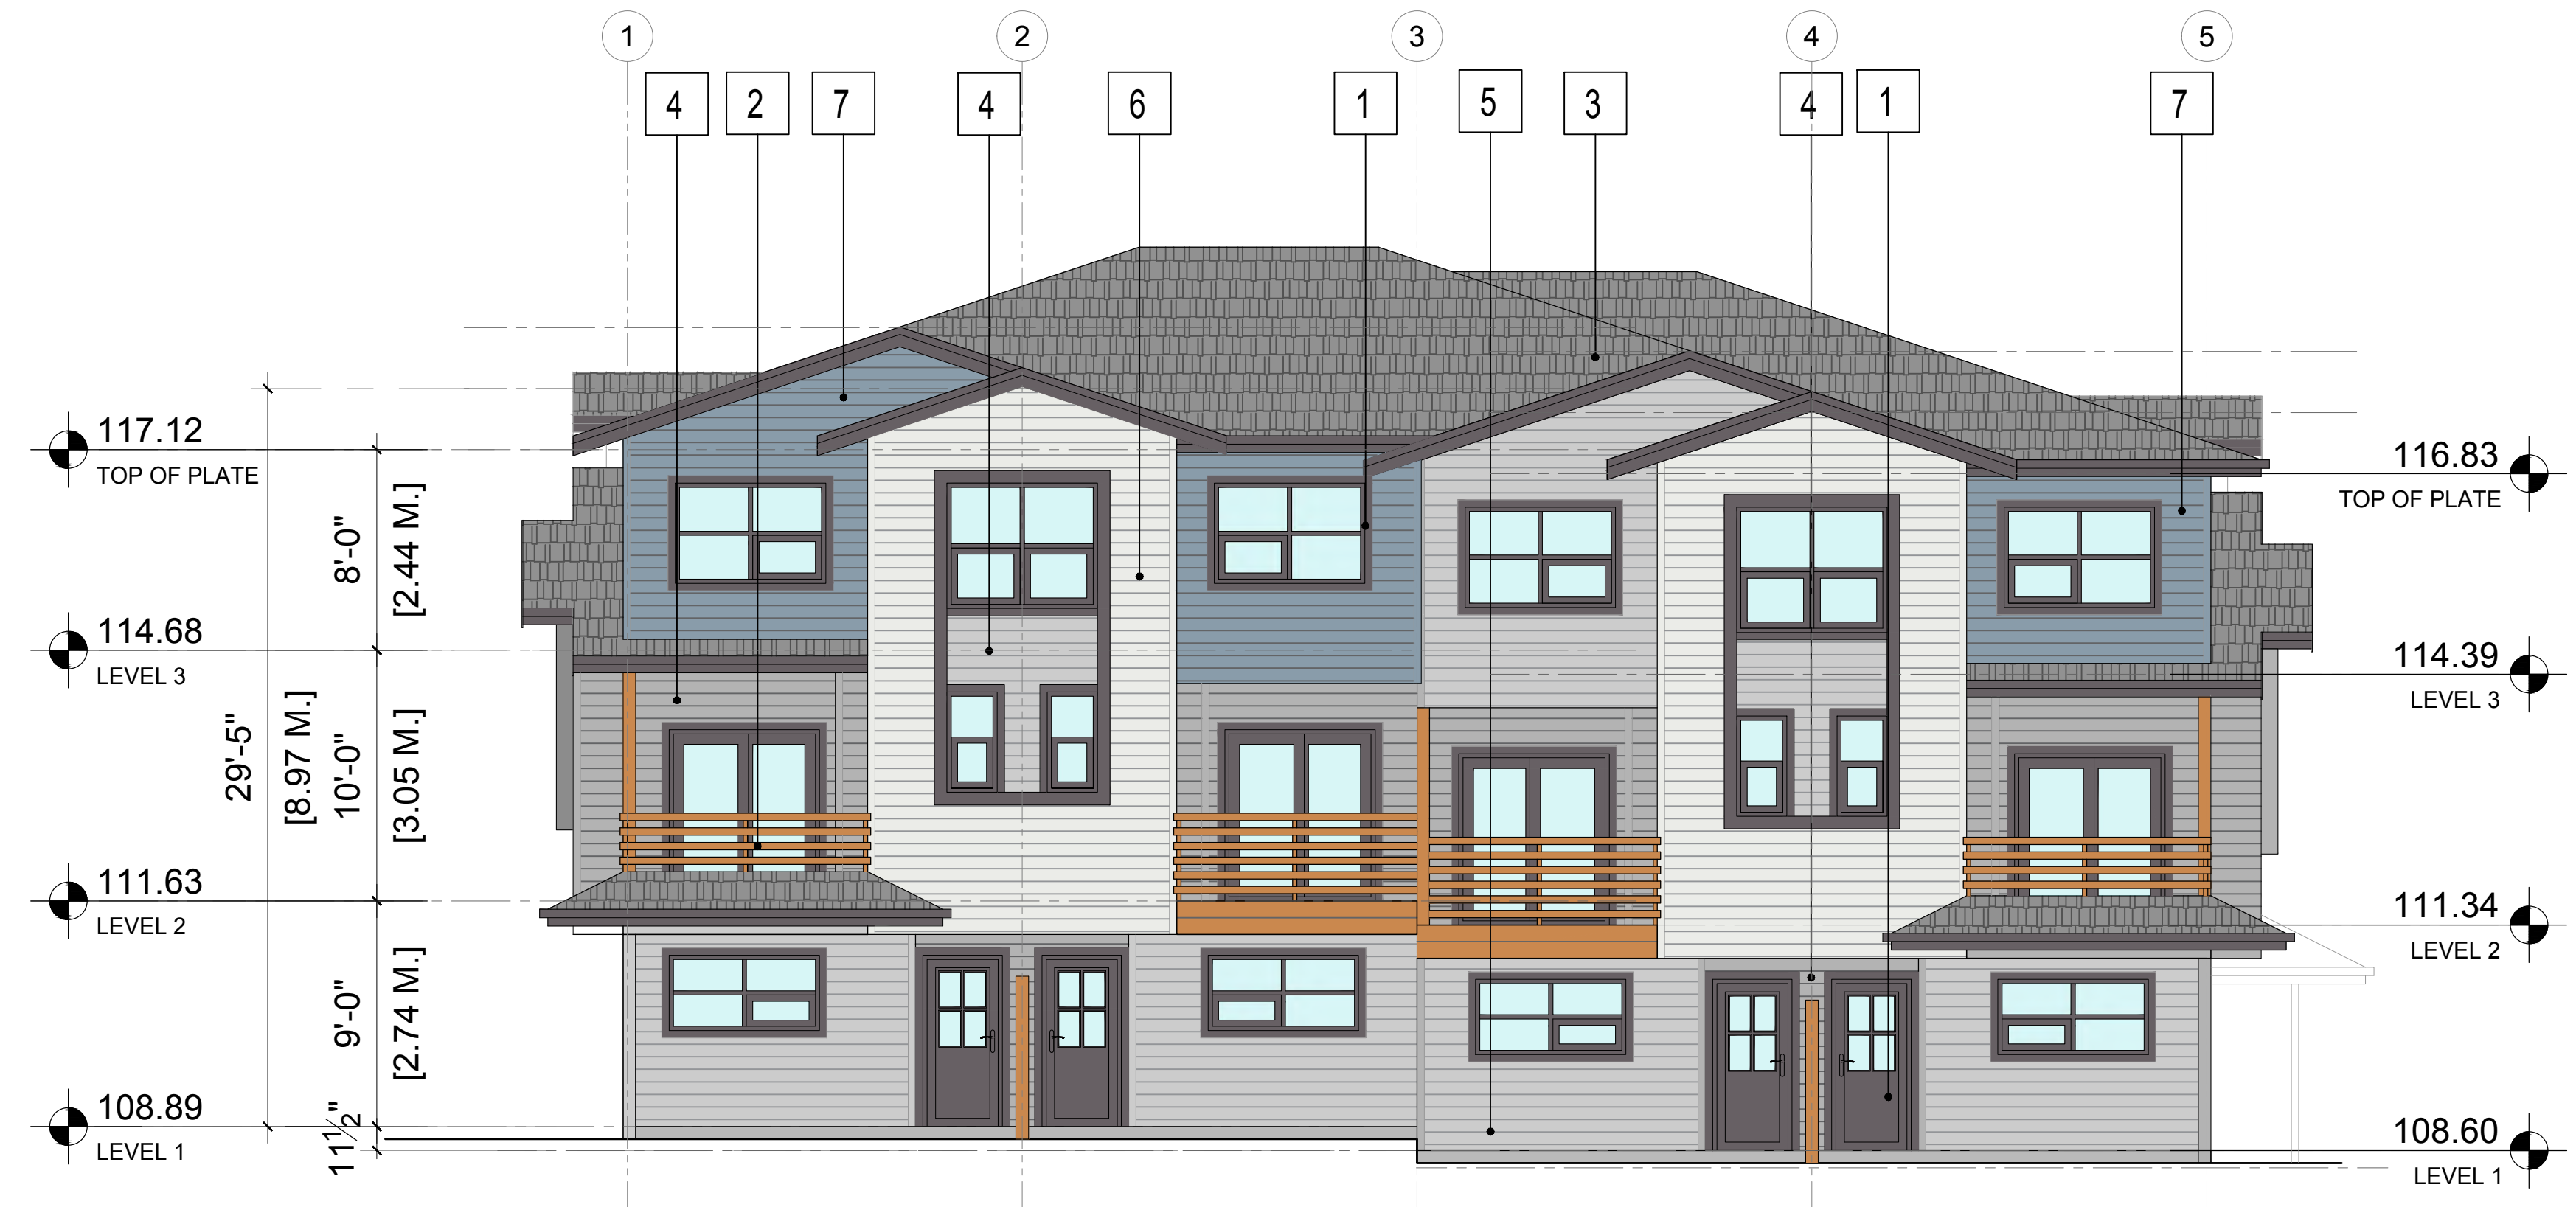 1 2 3 4 5
4 2 7 4 6 1 5 3 4 1 7
117.12
TOP OF PLATE
116.83
TOP OF PLATE
8'-0"
[2.44 M.]
114.68
LEVEL 3
114.39
LEVEL 3
29'-5"
[8.97 M.]
10'-0"
[3.05 M.]
111.63
LEVEL 2
111.34
LEVEL 2
9'-0"
[2.74 M.]
108.89
LEVEL 1
11 1/2"
108.60
LEVEL 1